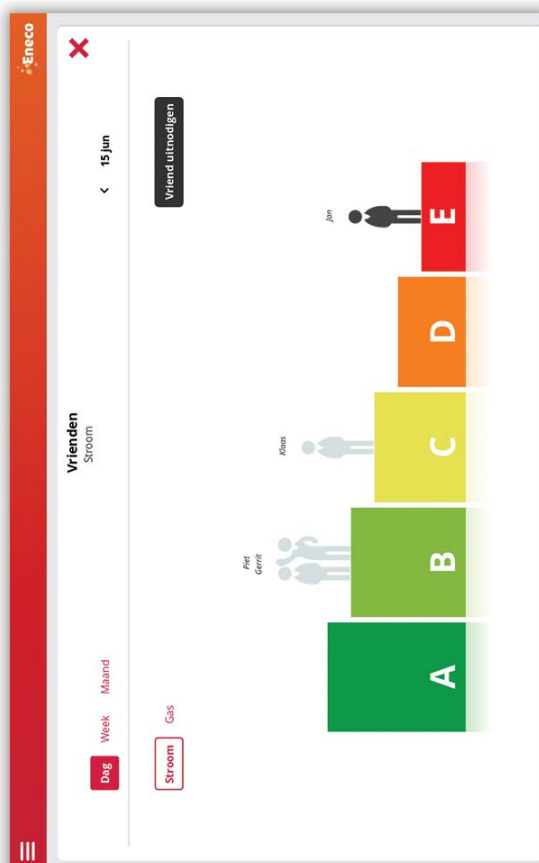 Eneco
Vrienden
Stroom
Dag Week Maand
< 15 jun
Stroom Gas
Vriend uitnodigen
Piet
Gerrit
Klaas
Jan
A B C D E